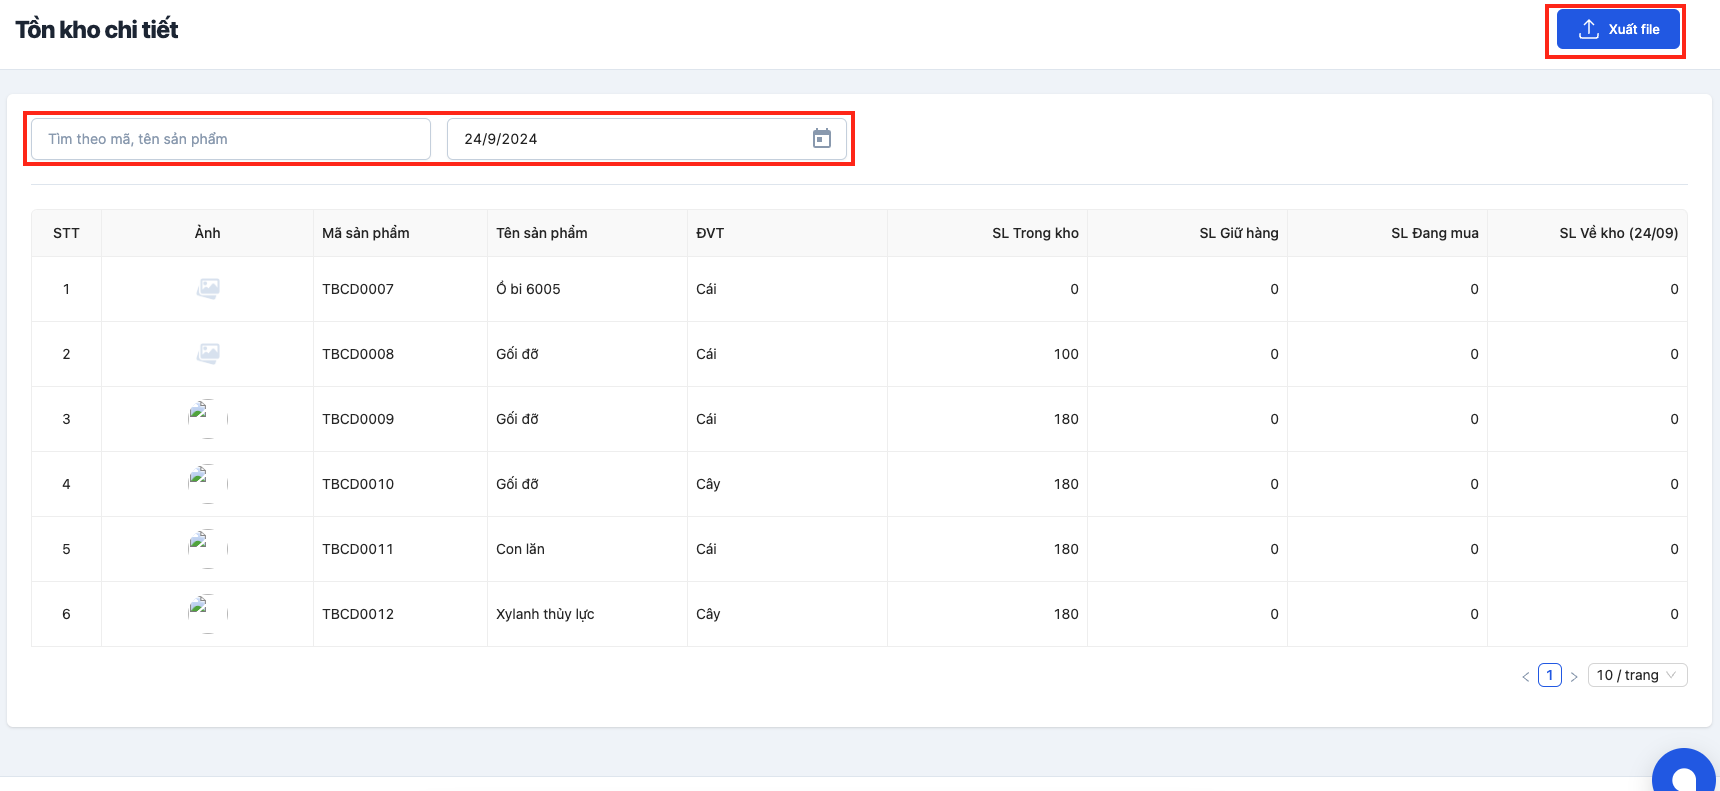 Tồn kho chi tiết
Xuất file
Tìm theo mã, tên sản phẩm
24/9/2024
STT Ảnh Mã sản phẩm Tên sản phẩm ĐVT SL Trong kho SL Giữ hàng SL Đang mua SL Về kho (24/09)
1 TBCD0007 Ổ bi 6005 Cái 0 0 0 0
2 TBCD0008 Gối đỡ Cái 100 0 0 0
3 TBCD0009 Gối đỡ Cái 180 0 0 0
4 TBCD0010 Gối đỡ Cây 180 0 0 0
5 TBCD0011 Con lăn Cái 180 0 0 0
6 TBCD0012 Xylanh thủy lực Cây 180 0 0 0
< 1 > 10 / trang